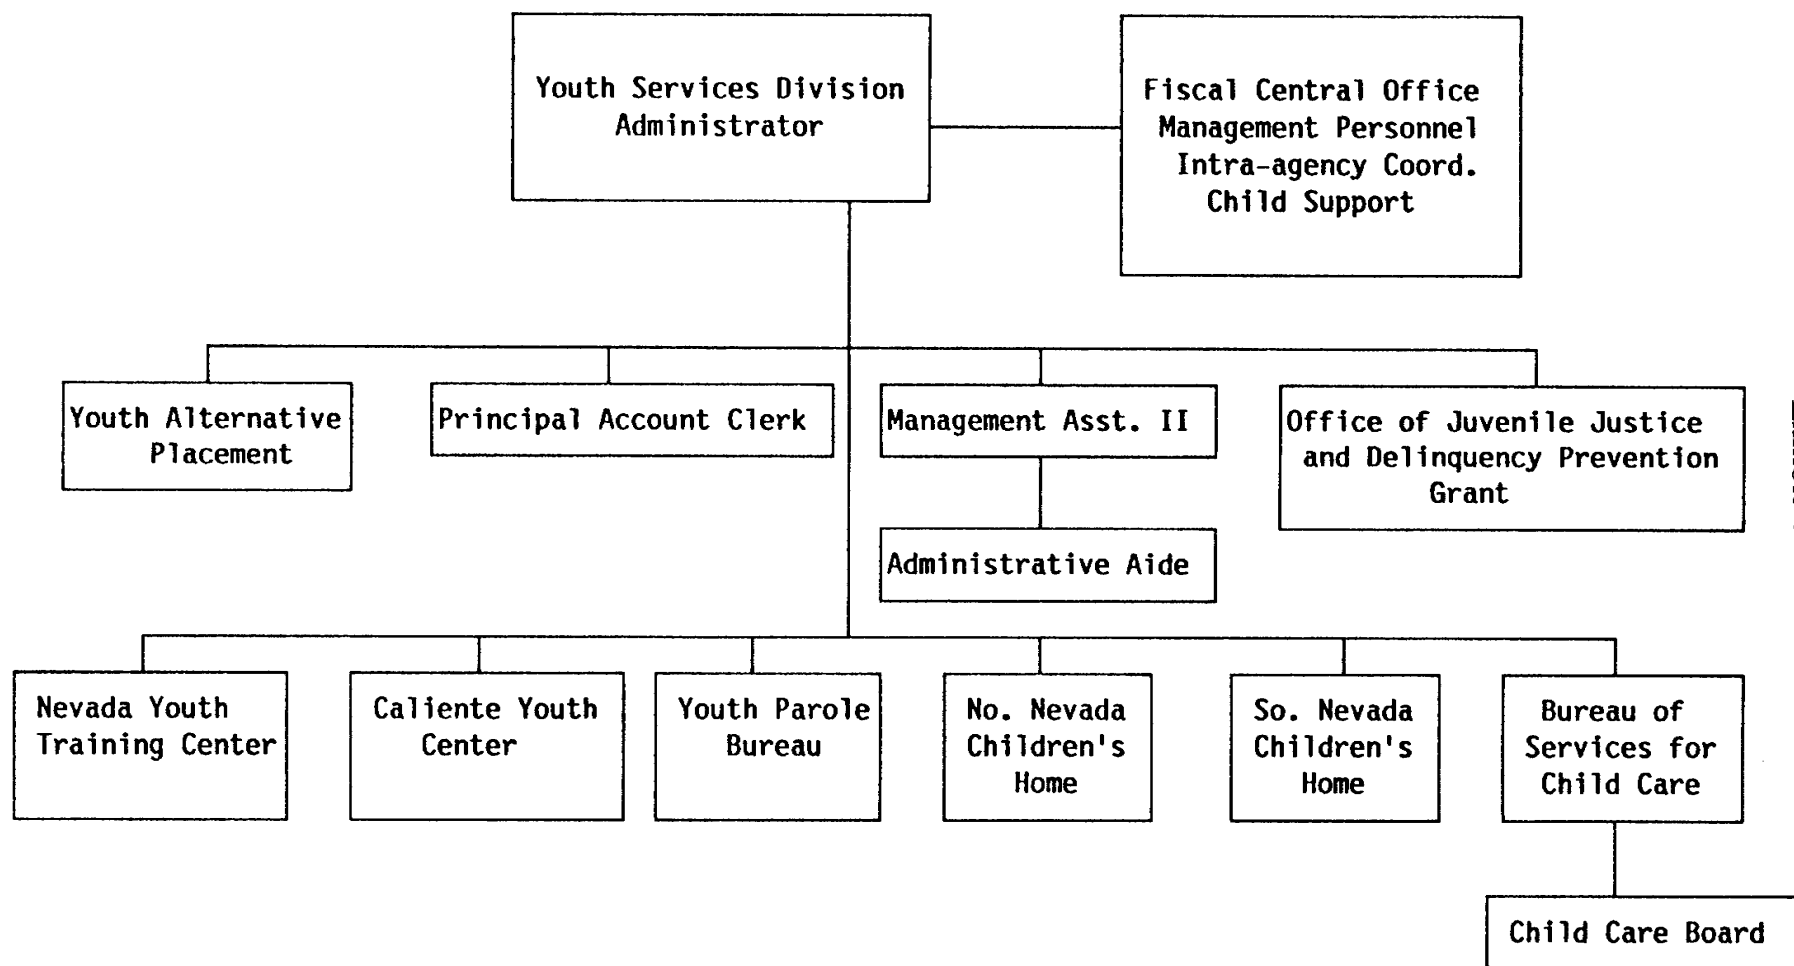 Youth Services Division
Administrator
Fiscal Central Office
Management Personnel
Intra-agency Coord.
Child Support
Youth Alternative
Placement
Principal Account Clerk
Management Asst. II
Office of Juvenile Justice
and Delinquency Prevention
Grant
Administrative Aide
Nevada Youth
Training Center
Caliente Youth
Center
Youth Parole
Bureau
No. Nevada
Children's
Home
So. Nevada
Children's
Home
Bureau of
Services for
Child Care
Child Care Board